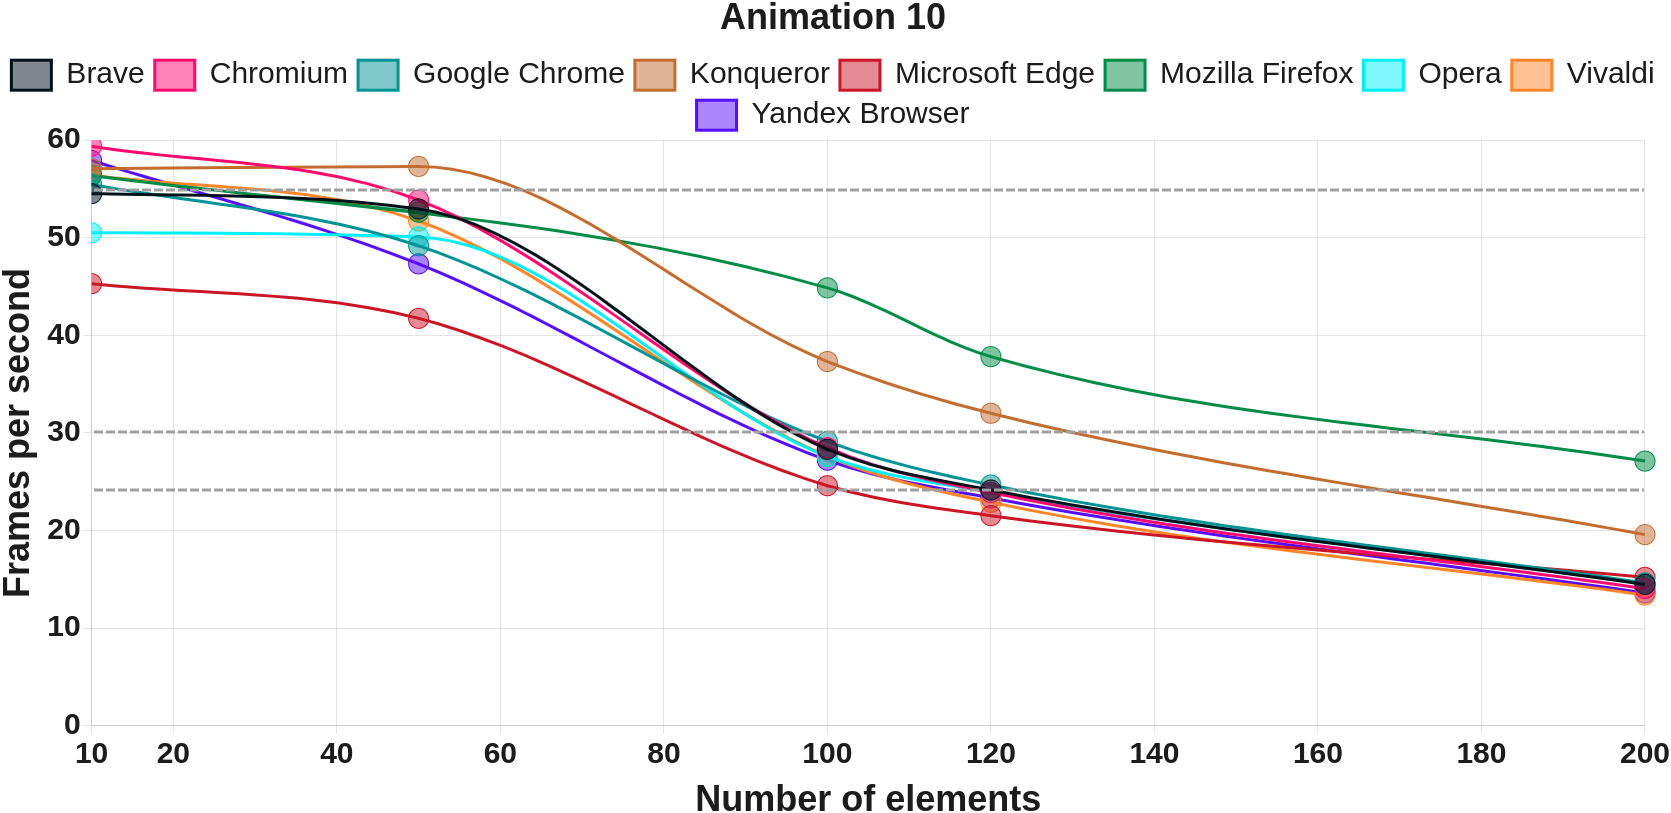 Animation 10
Brave Chromium Google Chrome Konqueror Microsoft Edge Mozilla Firefox Opera Vivaldi
Yandex Browser
Frames per second
60
50
40
30
20
10
0
10 20 40 60 80 100 120 140 160 180 200
Number of elements